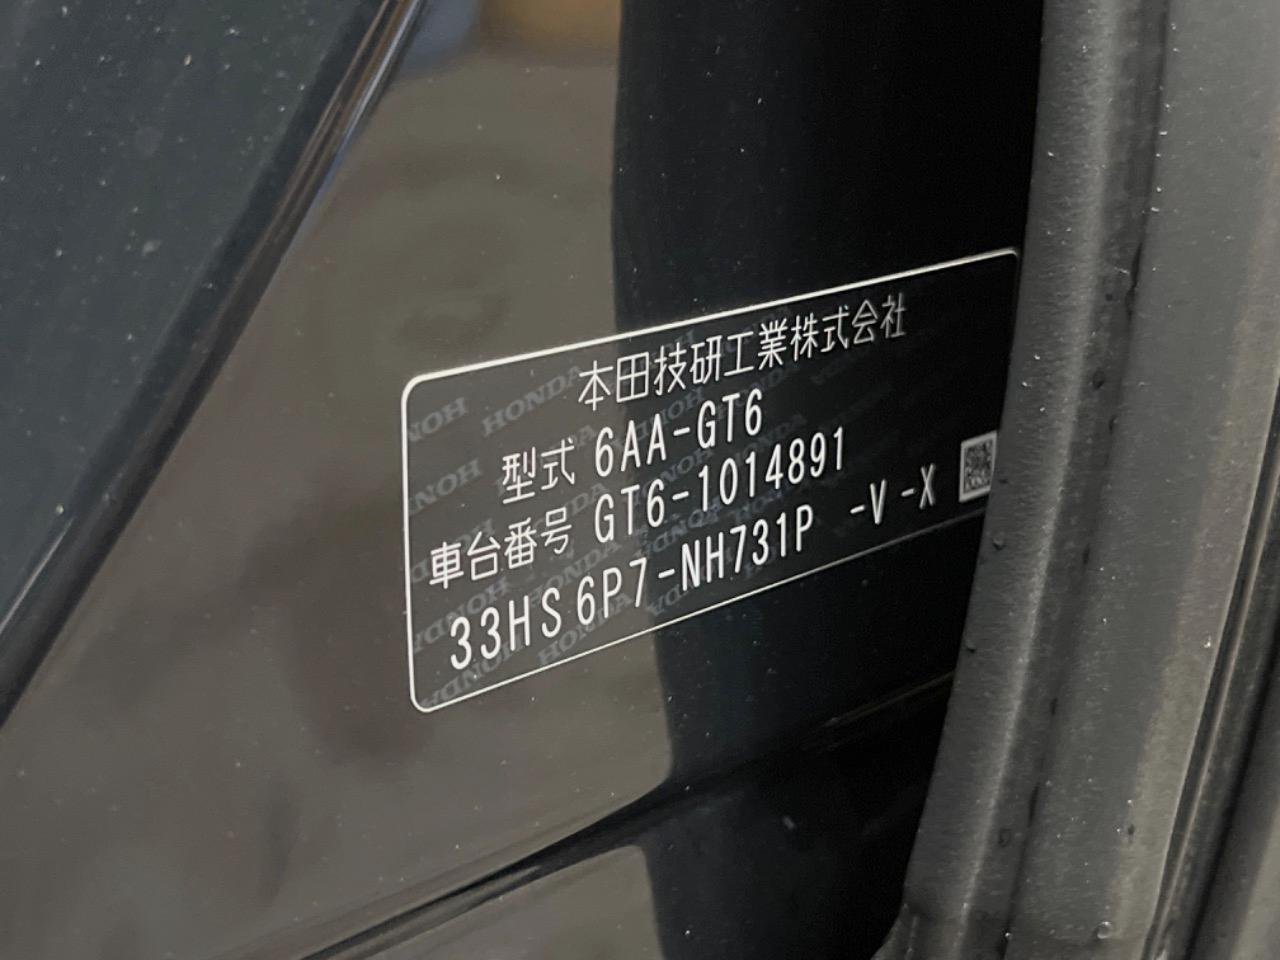 本田技研工業株式会社
型式 6AA-GT6
車台番号 GT6-1014891
33HS 6P7-NH731P -V -X